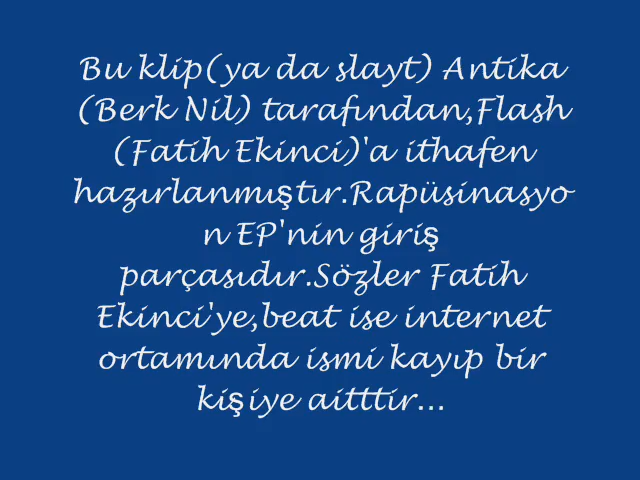 Bu klip(ya da slayt) Antika
(Berk Nil) tarafından,Flash
(Fatih Ekinci)'a ithafen
hazırlanmıştır.Rapüsinasyo
n EP'nin giriş
parçasıdır.Sözler Fatih
Ekinci'ye,beat ise internet
ortamında ismi kayıp bir
kişiye aitttir...